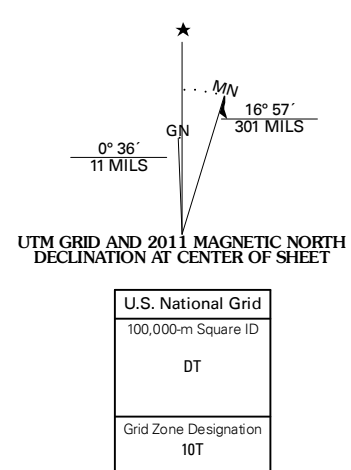 MN
GN
16° 57´
301 MILS
0° 36´
11 MILS
UTM GRID AND 2011 MAGNETIC NORTH
DECLINATION AT CENTER OF SHEET
U.S. National Grid
100,000-m Square ID
DT
Grid Zone Designation
10T